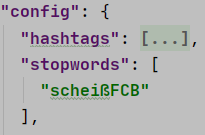 "config": {
"hashtags": [...],
"stopwords": [
"scheißFCB"
],